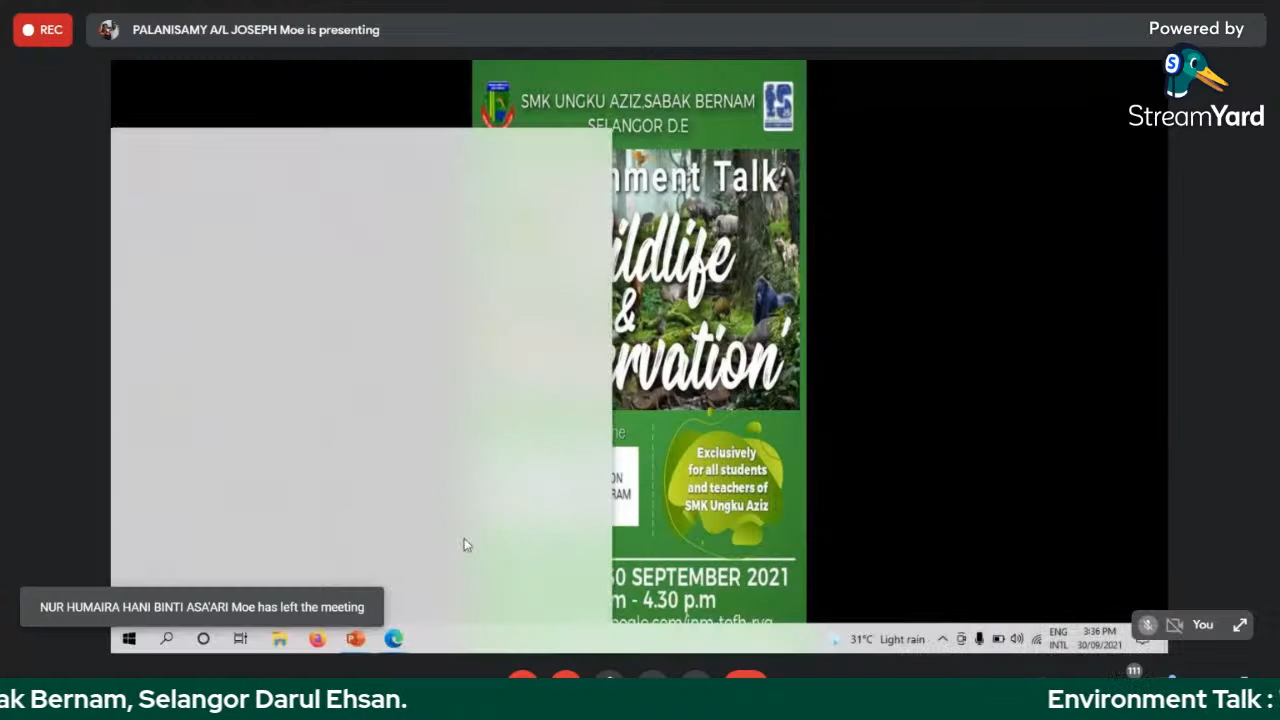 REC
PALANISAMY A/L JOSEPH Moe is presenting
Powered by
StreamYard
SMK UNGKU AZIZ,SABAK BERNAM
SELANGOR D.E
nment Talk
ildlife
&
rvation'
Exclusively
for all students
and teachers of
SMK Ungku Aziz
0 SEPTEMBER 2021
m - 4.30 p.m
NUR HUMAIRA HANI BINTI ASA'ARI Moe has left the meeting
You
31°C Light rain
ENG
INTL
3:36 PM
30/09/2021
111
ak Bernam, Selangor Darul Ehsan.
Environment Talk :